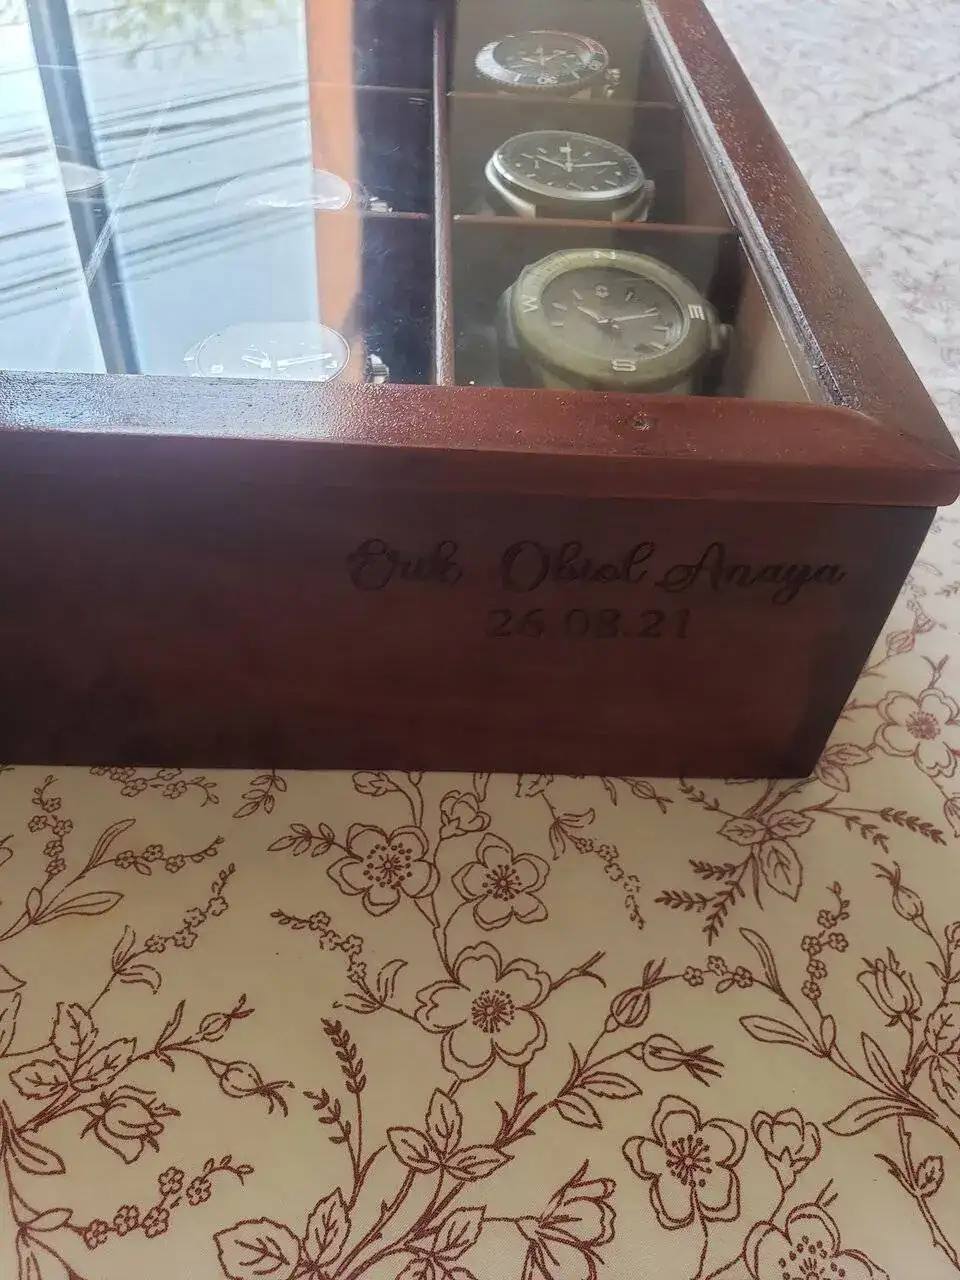 N
W E
S
Erik Obiol Anaya
26.08.21